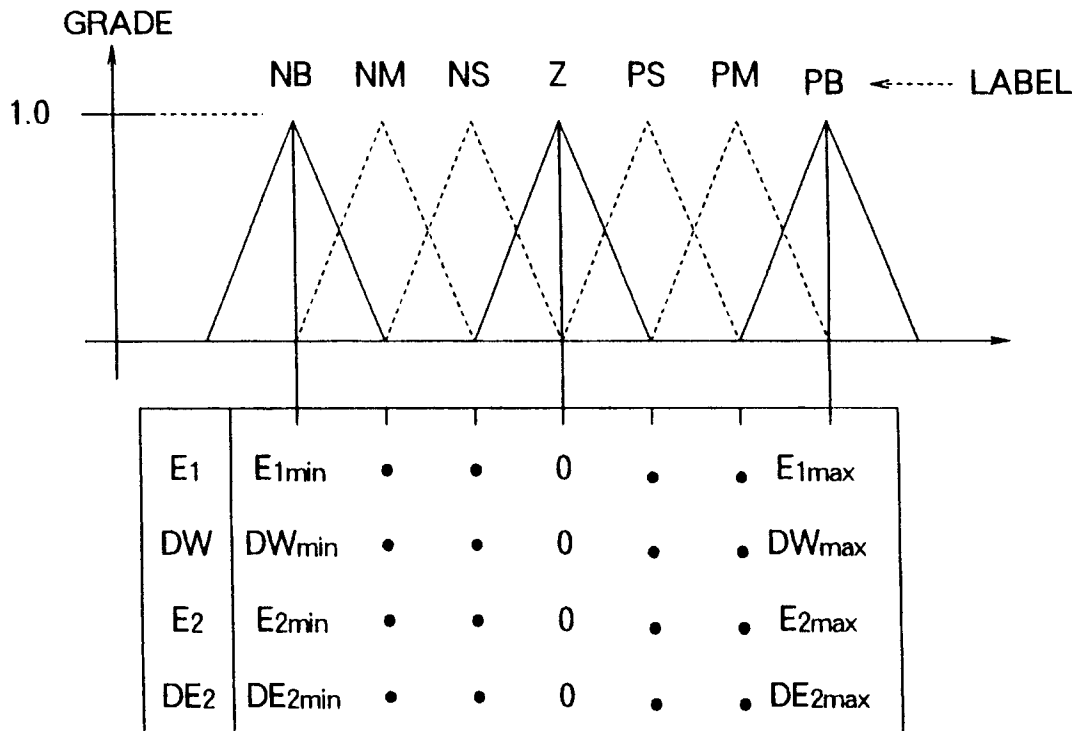 GRADE
NB NM NS Z PS PM PB LABEL
1.0
E1 E1min • • 0 • • E1max
DW DWmin • • 0 • • DWmax
E2 E2min • • 0 • • E2max
DE2 DE2min • • 0 • • DE2max